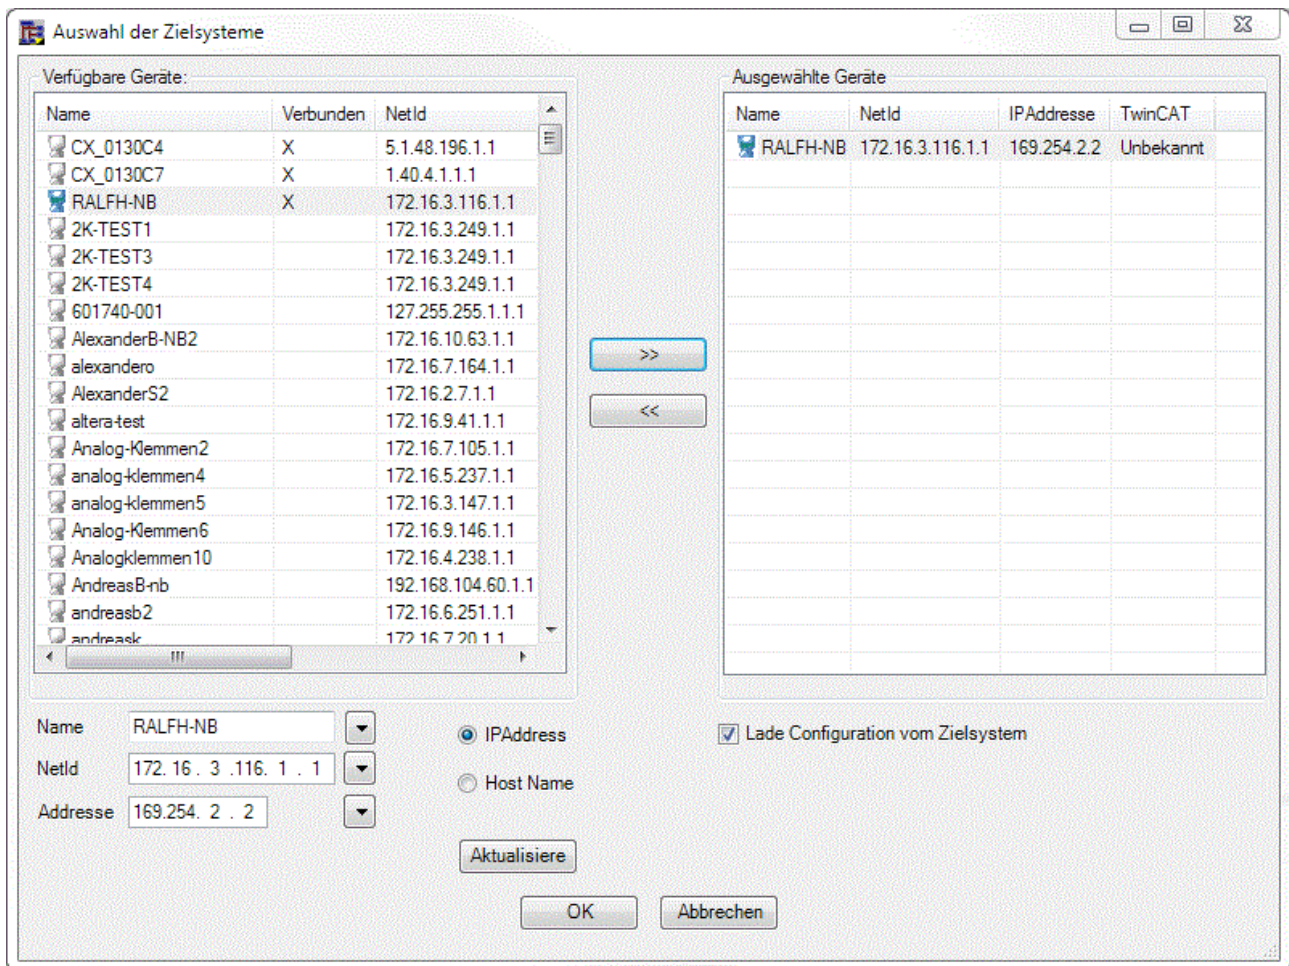 Auswahl der Zielsysteme
Verfügbare Geräte:
Name Verbunden NetId
CX_0130C4 X 5.1.48.196.1.1
CX_0130C7 X 1.40.4.1.1.1
RALFH-NB X 172.16.3.116.1.1
2K-TEST1 172.16.3.249.1.1
2K-TEST3 172.16.3.249.1.1
2K-TEST4 172.16.3.249.1.1
601740-001 127.255.255.1.1.1
AlexanderB-NB2 172.16.10.63.1.1
alexandero 172.16.7.164.1.1
AlexanderS2 172.16.2.7.1.1
altera-test 172.16.9.41.1.1
Analog-Klemmen2 172.16.7.105.1.1
analog-klemmen4 172.16.5.237.1.1
analog-klemmen5 172.16.3.147.1.1
Analog-Klemmen6 172.16.9.146.1.1
Analogklemmen10 172.16.4.238.1.1
AndreasB-nb 192.168.104.60.1.1
andreasb2 172.16.6.251.1.1
andreask 172.16.7.20.1.1
>>
<<
Ausgewählte Geräte
Name NetId IPAddresse TwinCAT
RALFH-NB 172.16.3.116.1.1 169.254.2.2 Unbekannt
Name RALFH-NB
NetId 172. 16 . 3 .116. 1 . 1
Addresse 169.254. 2 . 2
IPAddress
Host Name
Aktualisiere
Lade Configuration vom Zielsystem
OK Abbrechen